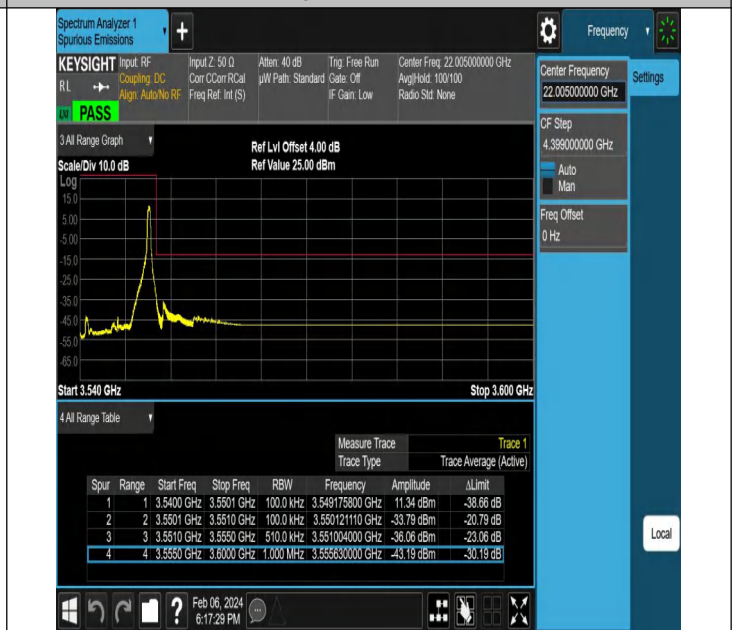 Spectrum Analyzer 1
Spurious Emissions
+
Frequency
KEYSIGHT Input: RF Input Z: 50 Ω Atten: 40 dB Trig: Free Run Center Freq: 22.005000000 GHz
RL Coupling: DC Corr CCorr RCal µW Path: Standard Gate: Off Avg|Hold: 100/100
Align: Auto/No RF Freq Ref: Int (S) IF Gain: Low Radio Std: None
PASS
Center Frequency
22.005000000 GHz
Settings
CF Step
4.399000000 GHz
Auto
Man
Freq Offset
0 Hz
3 All Range Graph
Ref Lvl Offset 4.00 dB
Scale/Div 10.0 dB Ref Value 25.00 dBm
Log
15.0
5.00
-5.00
-15.0
-25.0
-35.0
-45.0
-55.0
-65.0
Start 3.540 GHz Stop 3.600 GHz
4 All Range Table
Measure Trace Trace 1
Trace Type Trace Average (Active)
Spur Range Start Freq Stop Freq RBW Frequency Amplitude ΔLimit
1 1 3.5400 GHz 3.5501 GHz 100.0 kHz 3.549175800 GHz 11.34 dBm -38.66 dB
2 2 3.5501 GHz 3.5510 GHz 100.0 kHz 3.550121110 GHz -33.79 dBm -20.79 dB
3 3 3.5510 GHz 3.5550 GHz 510.0 kHz 3.551004000 GHz -36.06 dBm -23.06 dB
4 4 3.5550 GHz 3.6000 GHz 1.000 MHz 3.555630000 GHz -43.19 dBm -30.19 dB
Local
?
Feb 06, 2024
6:17:29 PM